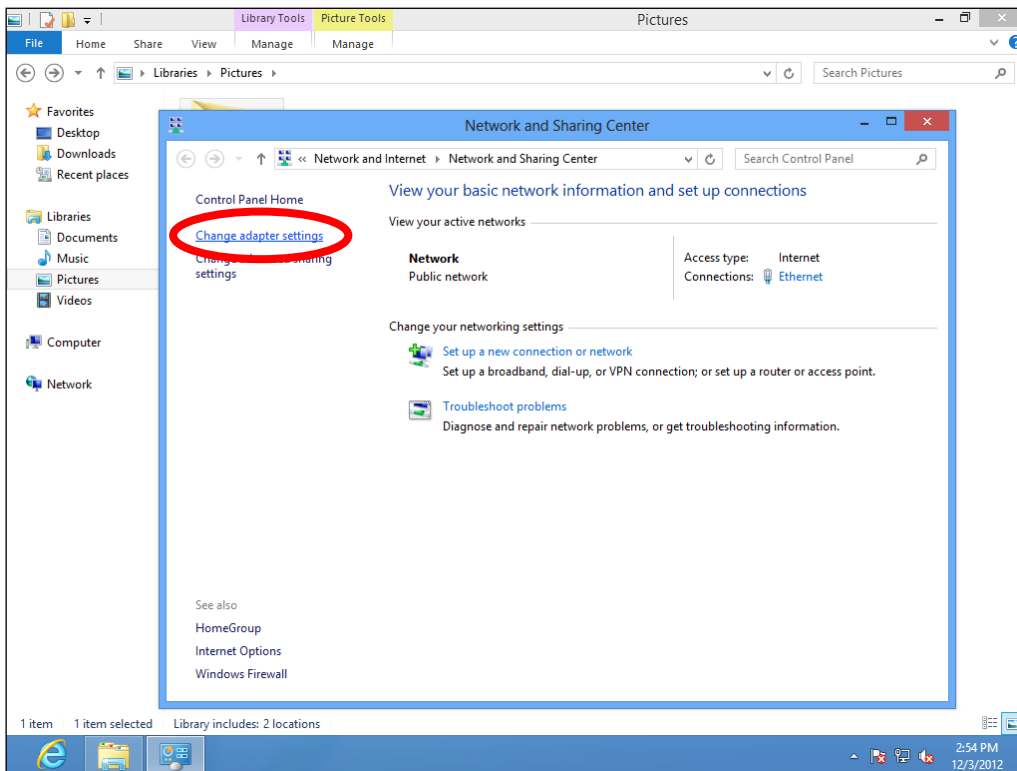 Library Tools Picture Tools Pictures
File Home Share View Manage Manage
Libraries Pictures Search Pictures
Favorites
Desktop
Downloads
Recent places
Libraries
Documents
Music
Pictures
Videos
Computer
Network
Network and Sharing Center
« Network and Internet Network and Sharing Center Search Control Panel
Control Panel Home
Change adapter settings
Change advanced sharing
settings
See also
HomeGroup
Internet Options
Windows Firewall
View your basic network information and set up connections
View your active networks
Network
Public network
Access type: Internet
Connections: Ethernet
Change your networking settings
Set up a new connection or network
Set up a broadband, dial-up, or VPN connection; or set up a router or access point.
Troubleshoot problems
Diagnose and repair network problems, or get troubleshooting information.
1 item 1 item selected Library includes: 2 locations
2:54 PM
12/3/2012